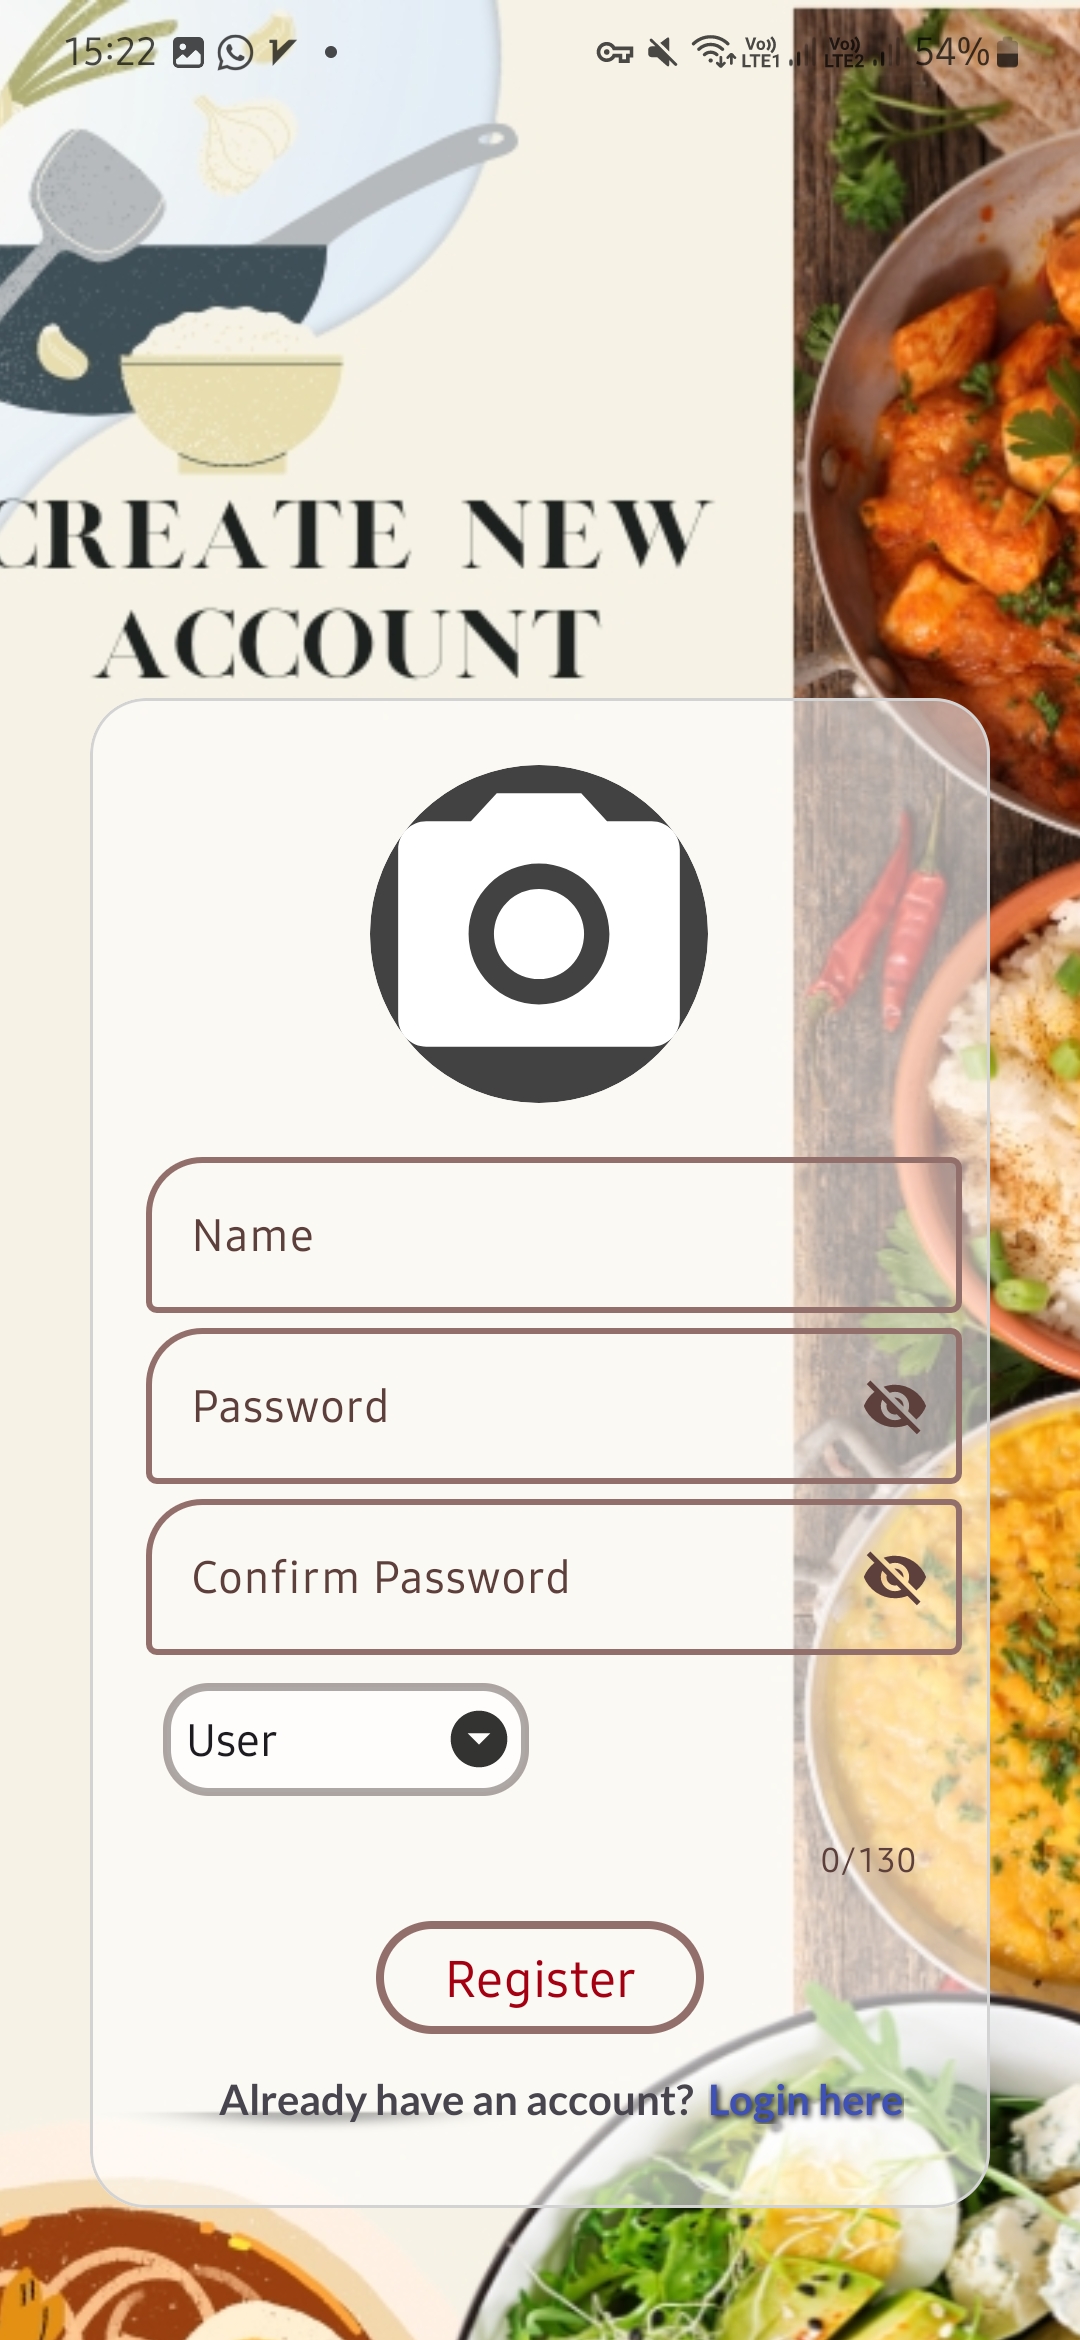 15:22
Vo)) LTE1
Vo)) LTE2
54%
CREATE NEW
ACCOUNT
Name
Password
Confirm Password
User
0/130
Register
Already have an account? Login here